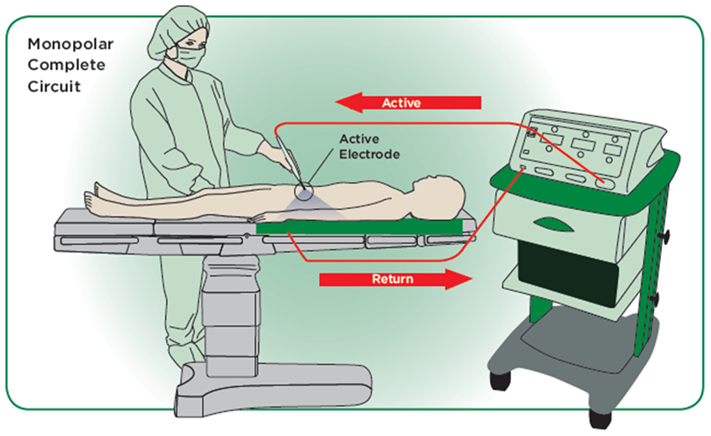 Monopolar
Complete
Circuit
Active
Active
Electrode
Return